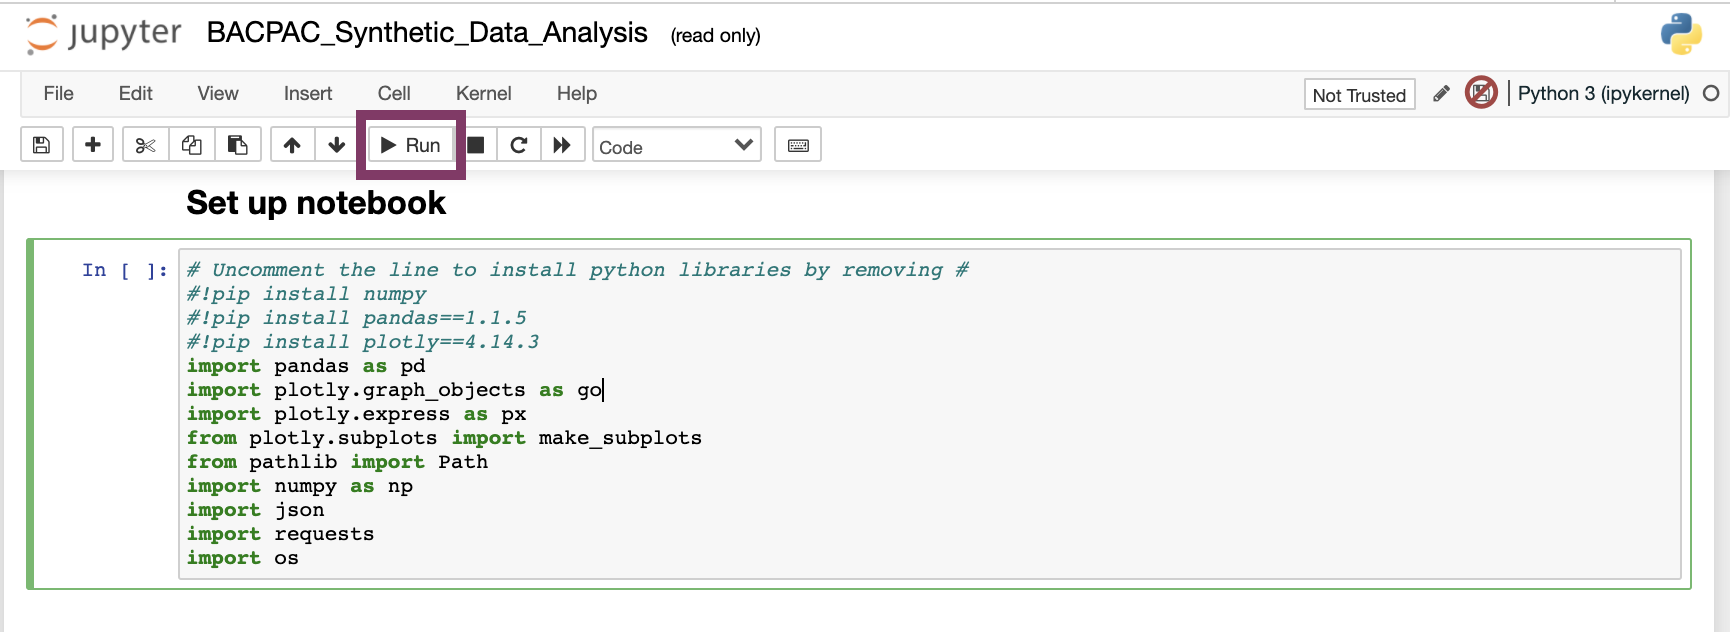 jupyter BACPAC_Synthetic_Data_Analysis (read only)
File Edit View Insert Cell Kernel Help Not Trusted Python 3 (ipykernel)
Run Code
Set up notebook
In [ ]: # Uncomment the line to install python libraries by removing #
#!pip install numpy
#!pip install pandas==1.1.5
#!pip install plotly==4.14.3
import pandas as pd
import plotly.graph_objects as go
import plotly.express as px
from plotly.subplots import make_subplots
from pathlib import Path
import numpy as np
import json
import requests
import os